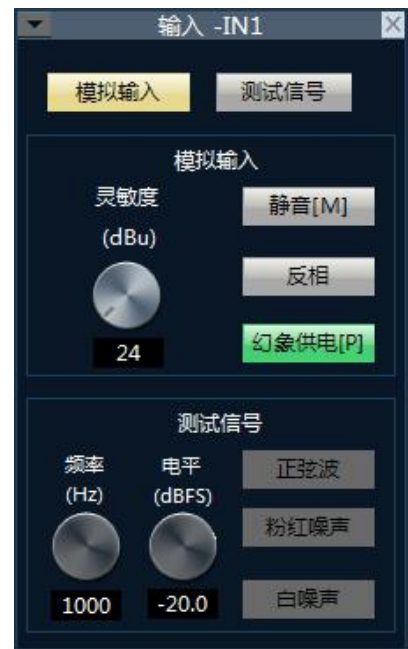 输入 -IN1
模拟输入 测试信号
模拟输入
灵敏度
(dBu)
静音[M]
反相
幻象供电[P]
24
测试信号
频率 电平
(Hz) (dBFS)
正弦波
粉红噪声
白噪声
1000 -20.0